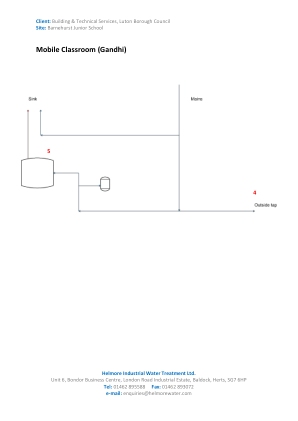 Client: Building & Technical Services, Luton Borough Council
Site: Barnehurst Junior School
Mobile Classroom (Gandhi)
Sink
Mains
5
4
Outside tap
Helmore Industrial Water Treatment Ltd.
Unit 6, Bondor Business Centre, London Road Industrial Estate, Baldock, Herts, SG7 6HP
Tel: 01462 895588 Fax: 01462 893872
e-mail: enquiries@helmorewater.com